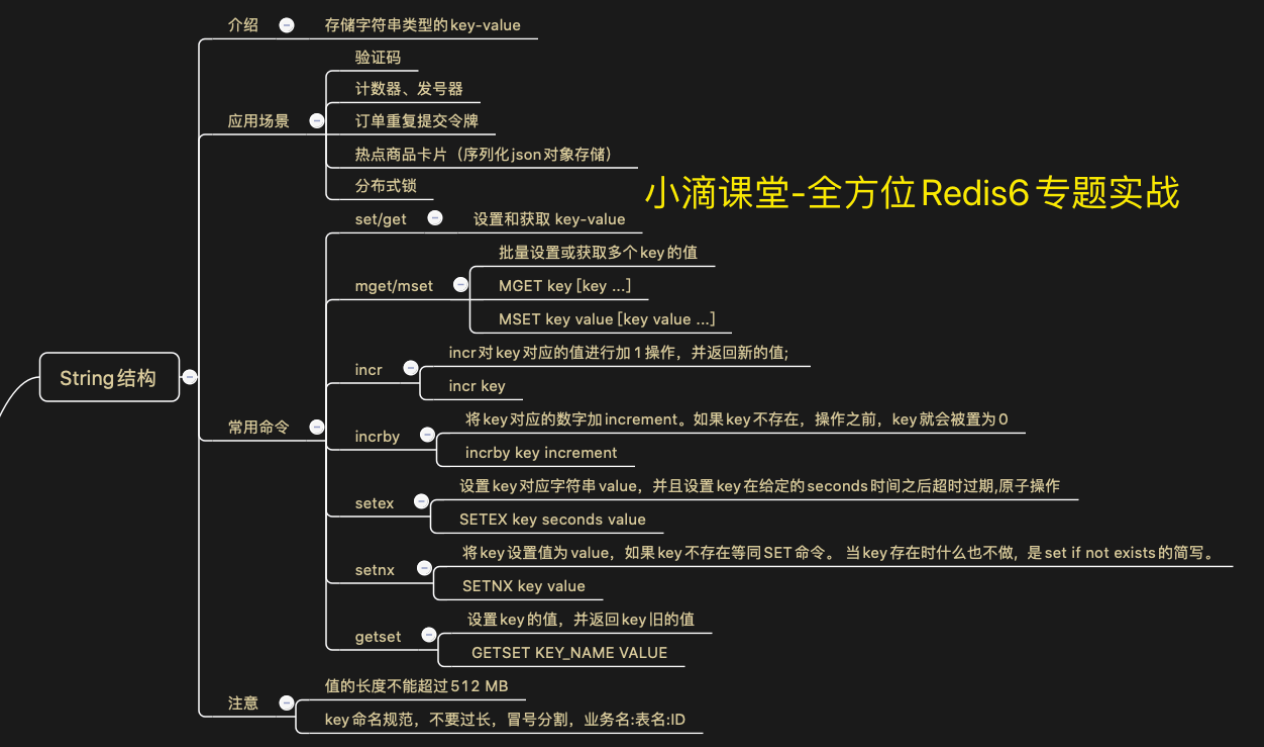 介绍
存储字符串类型的key-value
验证码
计数器、发号器
应用场景
订单重复提交令牌
热点商品卡片（序列化json对象存储）
分布式锁
小滴课堂-全方位Redis6专题实战
set/get
设置和获取 key-value
批量设置或获取多个key的值
mget/mset
MGET key [key ...]
MSET key value [key value ...]
incr对key对应的值进行加1操作，并返回新的值;
incr
incr key
String结构
常用命令
将key对应的数字加increment。如果key不存在，操作之前，key就会被置为0
incrby
incrby key increment
设置key对应字符串value，并且设置key在给定的seconds时间之后超时过期,原子操作
setex
SETEX key seconds value
将key设置值为value，如果key不存在等同SET命令。 当key存在时什么也不做，是set if not exists的简写。
setnx
SETNX key value
设置key的值，并返回key旧的值
getset
GETSET KEY_NAME VALUE
值的长度不能超过512 MB
注意
key命名规范，不要过长，冒号分割，业务名:表名:ID